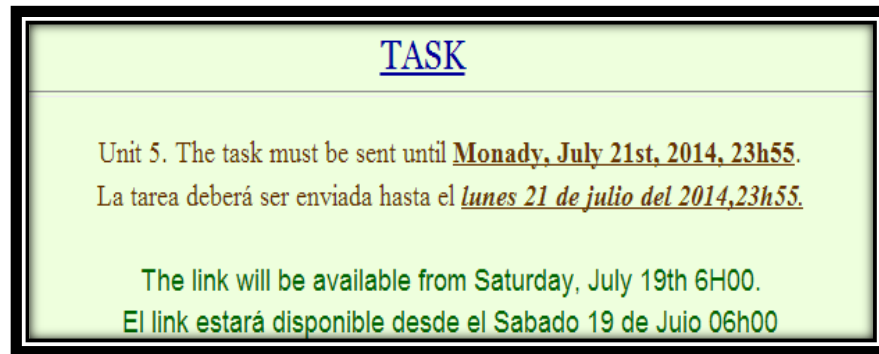 TASK
Unit 5. The task must be sent until Monady, July 21st, 2014, 23h55.
La tarea deberá ser enviada hasta el lunes 21 de julio del 2014,23h55.
The link will be available from Saturday, July 19th 6H00.
El link estará disponible desde el Sabado 19 de Juio 06h00